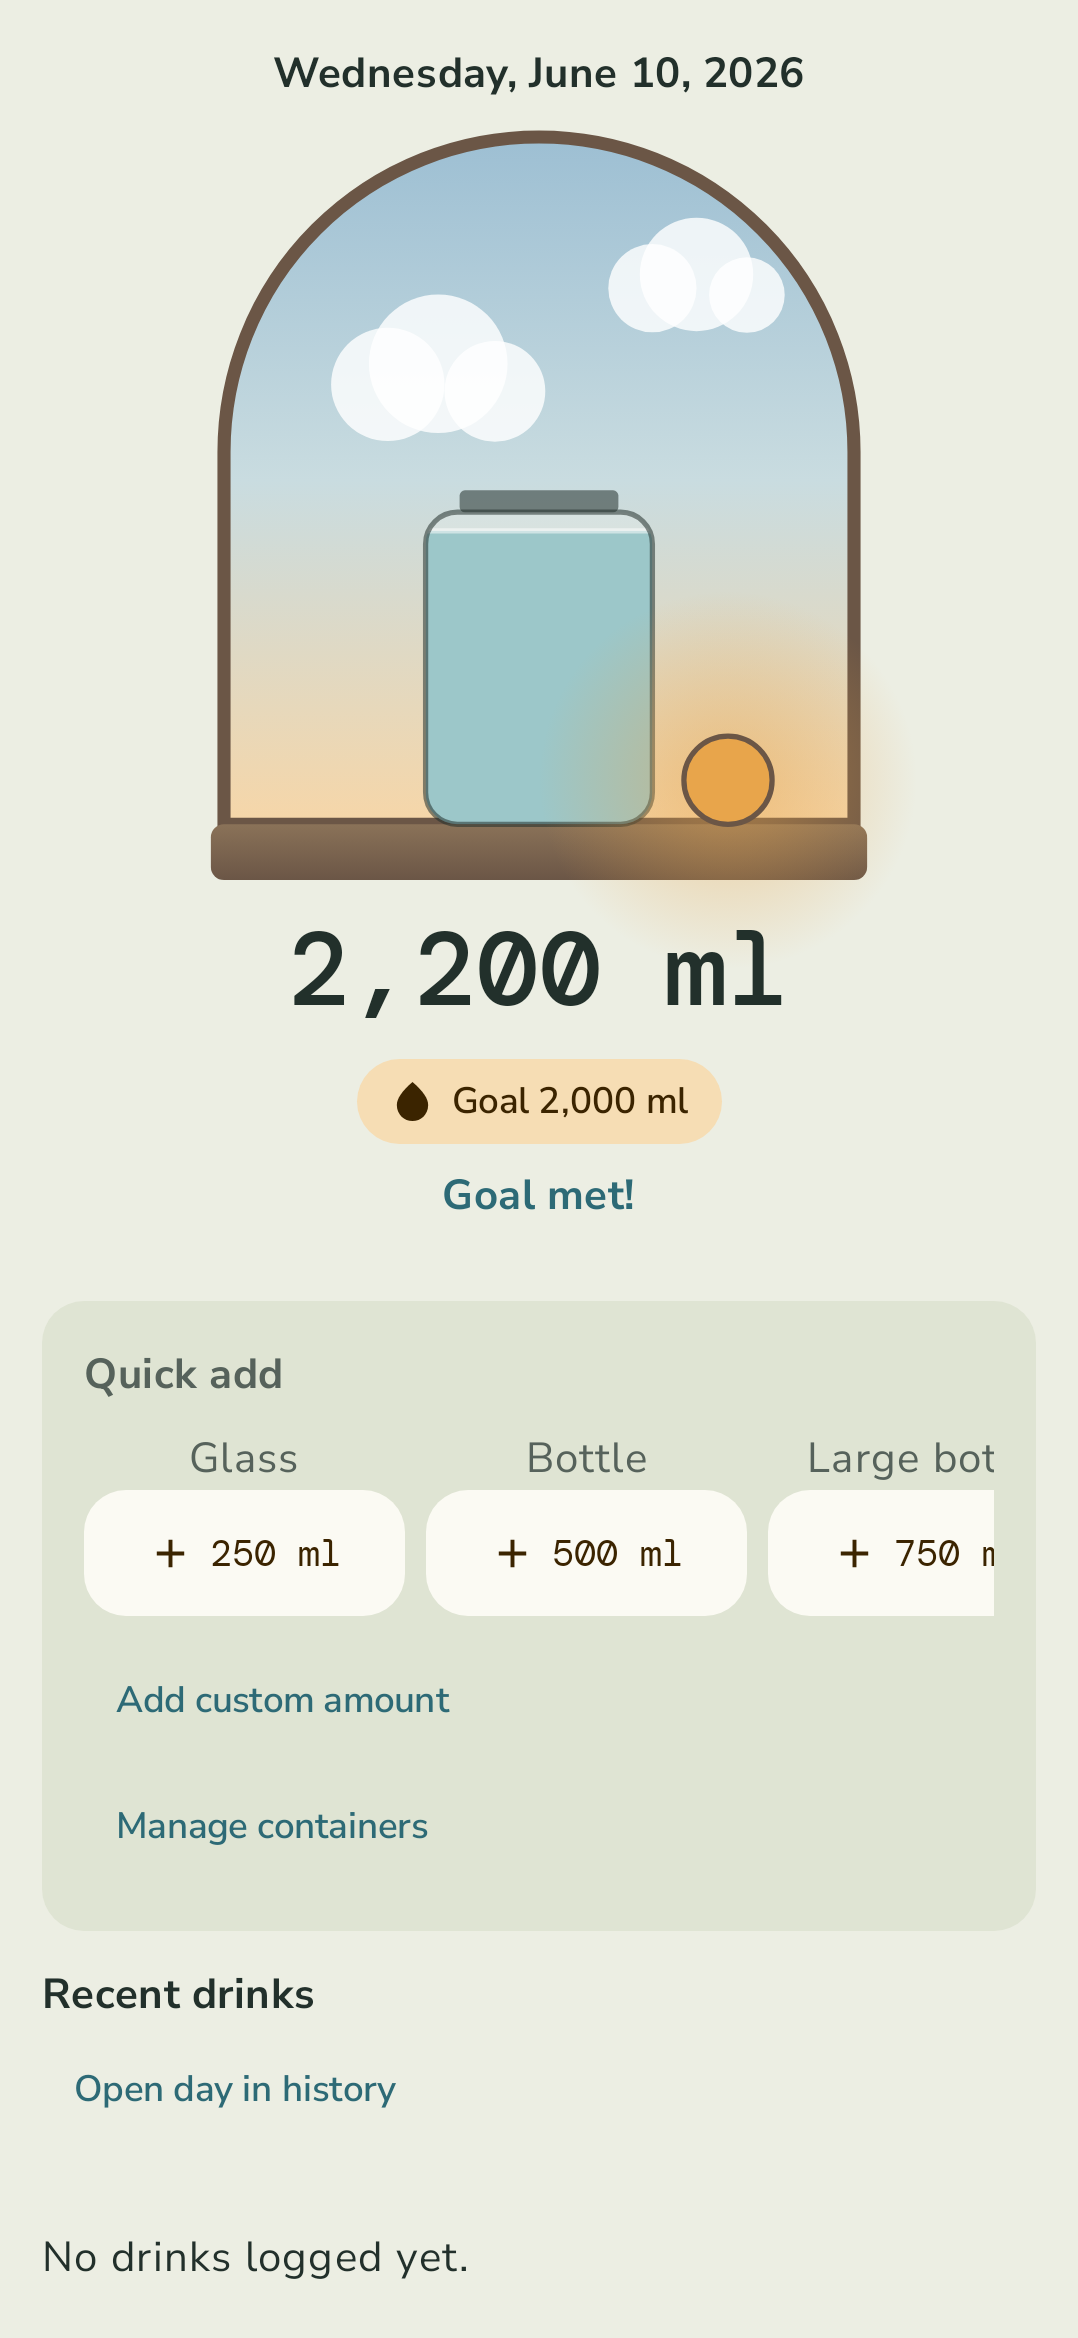 Wednesday, June 10, 2026
2,200 ml
Goal 2,000 ml
Goal met!
Quick add
Glass
Bottle
Large bot
+ 250 ml
+ 500 ml
+ 750 m
Add custom amount
Manage containers
Recent drinks
Open day in history
No drinks logged yet.